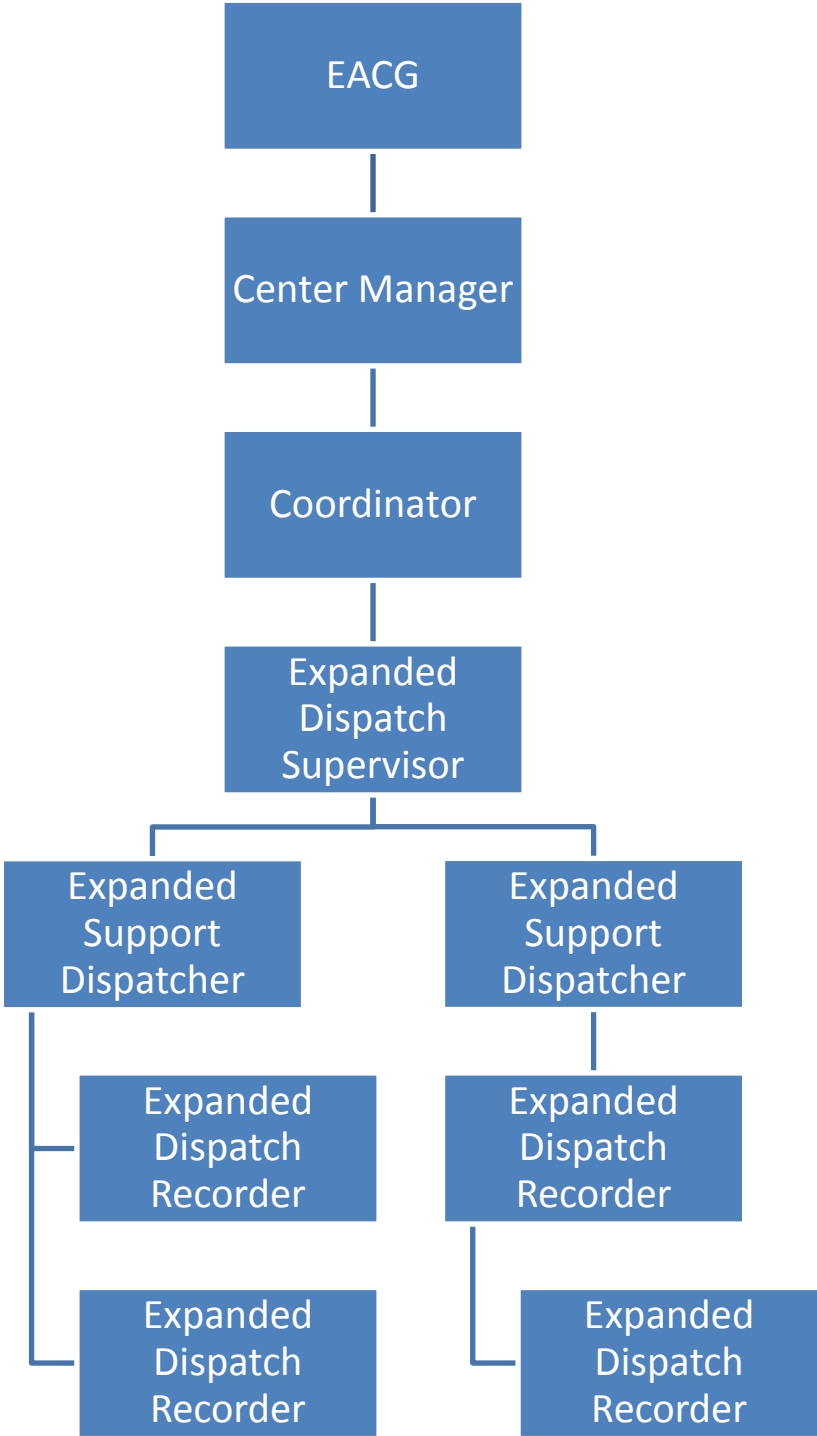 EACG
Center Manager
Coordinator
Expanded
Dispatch
Supervisor
Expanded
Support
Dispatcher
Expanded
Support
Dispatcher
Expanded
Dispatch
Recorder
Expanded
Dispatch
Recorder
Expanded
Dispatch
Recorder
Expanded
Dispatch
Recorder